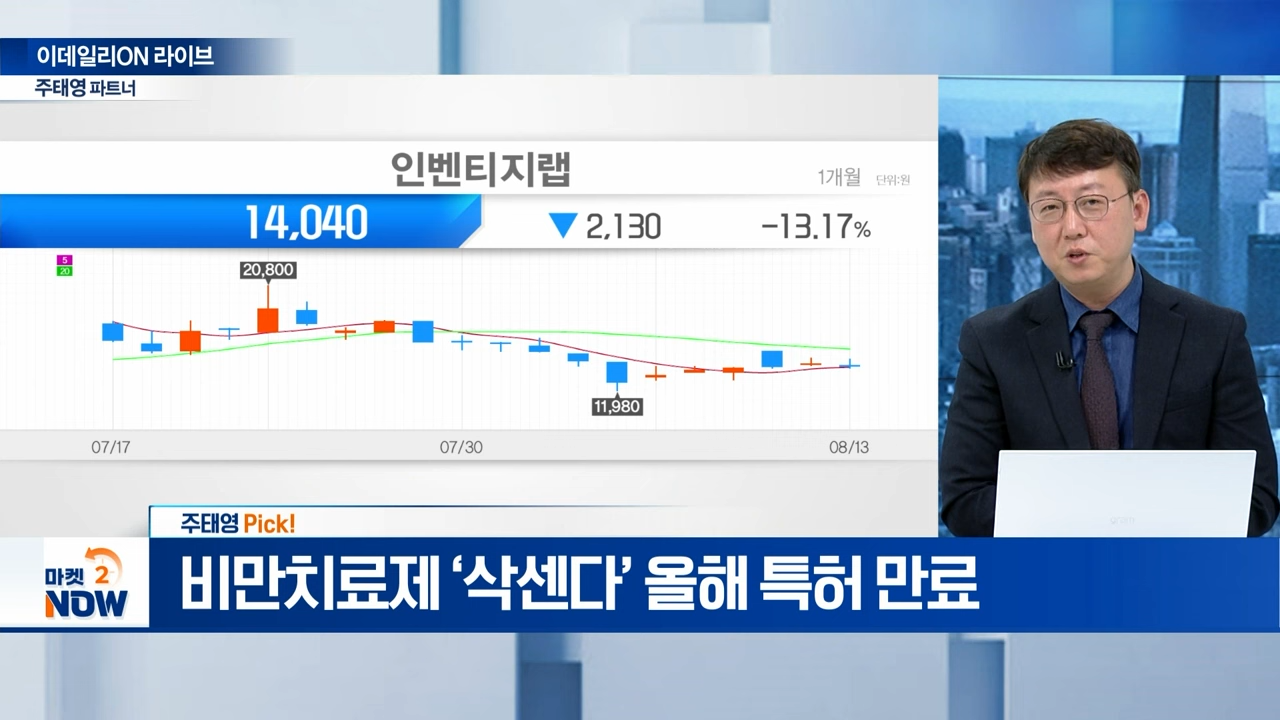 이데일리ON 라이브
주태영 파트너
인벤티지랩
1개월 단위:원
14,040 ▼ 2,130 -13.17%
5
20
20,800
11,980
07/17 07/30 08/13
주태영 Pick!
마켓 2
NOW
비만치료제 ‘삭센다’ 올해 특허 만료
gram